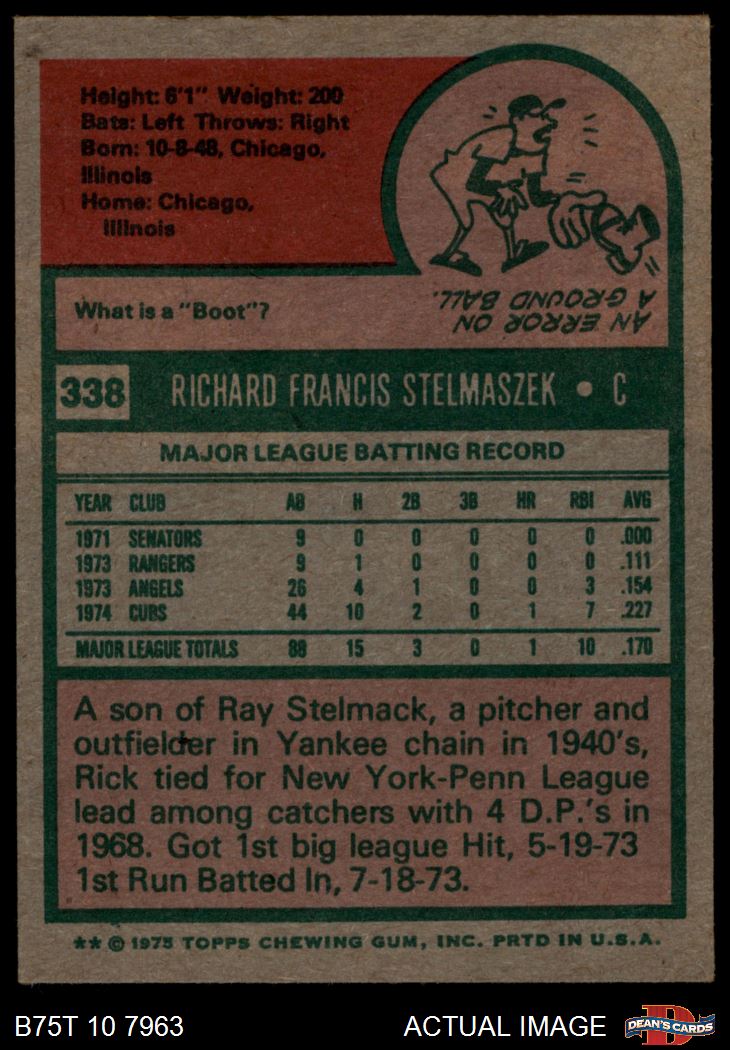 Height: 6'1" Weight: 200
Bats: Left Throws: Right
Born: 10-8-48, Chicago,
Illinois
Home: Chicago,
Illinois
What is a "Boot"?
AN ERROR ON
A GROUND BALL.
338 RICHARD FRANCIS STELMASZEK • C
MAJOR LEAGUE BATTING RECORD
YEAR CLUB AB H 2B 3B HR RBI AVG
1971 SENATORS 9 0 0 0 0 0 .000
1973 RANGERS 9 1 0 0 0 0 .111
1973 ANGELS 26 4 1 0 0 3 .154
1974 CUBS 44 10 2 0 1 7 .227
MAJOR LEAGUE TOTALS 88 15 3 0 1 10 .170
A son of Ray Stelmack, a pitcher and
outfielder in Yankee chain in 1940's,
Rick tied for New York-Penn League
lead among catchers with 4 D.P.'s in
1968. Got 1st big league Hit, 5-19-73
1st Run Batted In, 7-18-73.
** © 1975 TOPPS CHEWING GUM, INC. PRTD IN U.S.A.
B75T 10 7963 ACTUAL IMAGE D DEAN'S CARDS